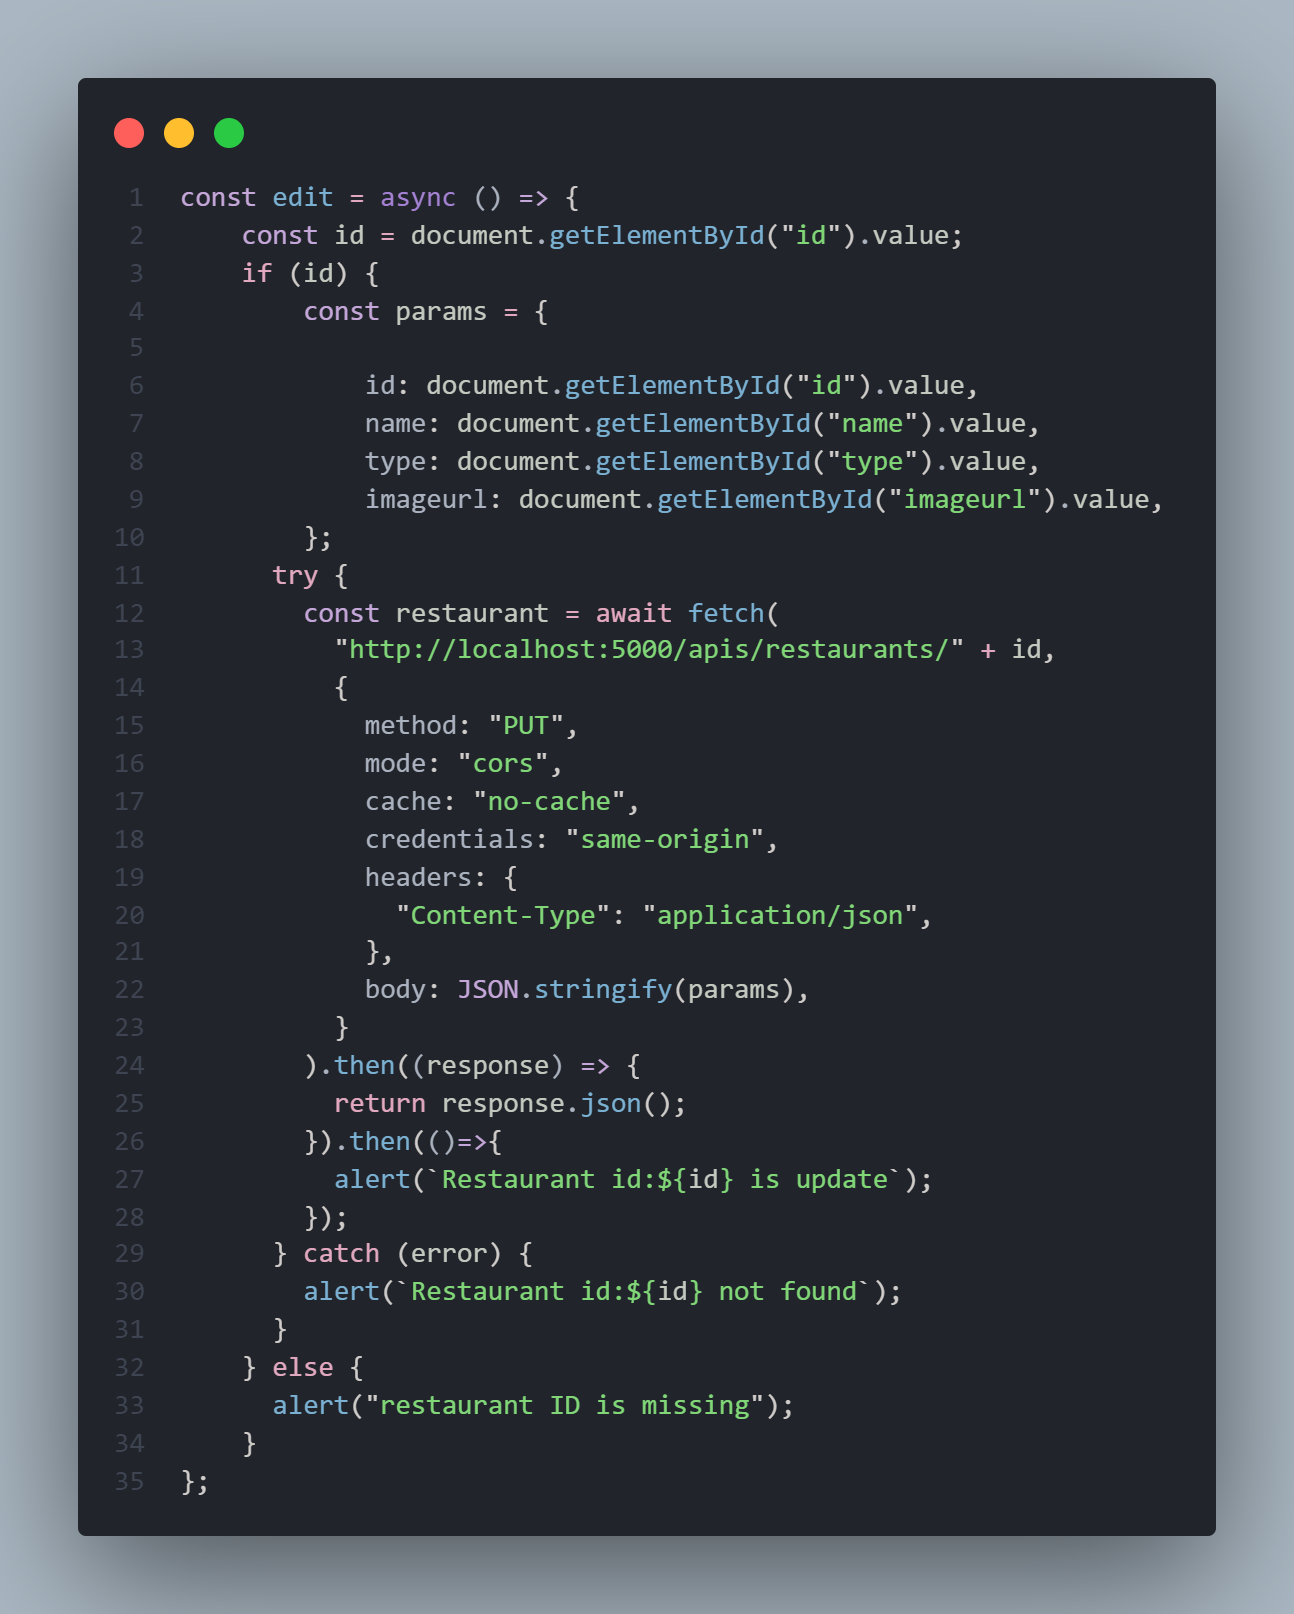 1 const edit = async () => {
2 const id = document.getElementById("id").value;
3 if (id) {
4 const params = {
5
6 id: document.getElementById("id").value,
7 name: document.getElementById("name").value,
8 type: document.getElementById("type").value,
9 imageurl: document.getElementById("imageurl").value,
10 };
11 try {
12 const restaurant = await fetch(
13 "http://localhost:5000/apis/restaurants/" + id,
14 {
15 method: "PUT",
16 mode: "cors",
17 cache: "no-cache",
18 credentials: "same-origin",
19 headers: {
20 "Content-Type": "application/json",
21 },
22 body: JSON.stringify(params),
23 }
24 ).then((response) => {
25 return response.json();
26 }).then(()=>{
27 alert(`Restaurant id:${id} is update`);
28 });
29 } catch (error) {
30 alert(`Restaurant id:${id} not found`);
31 }
32 } else {
33 alert("restaurant ID is missing");
34 }
35 };